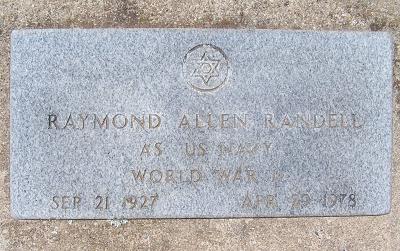 RAYMOND ALLEN RANDELL
AS US NAVY
WORLD WAR II
SEP 21 1927 APR 29 1978